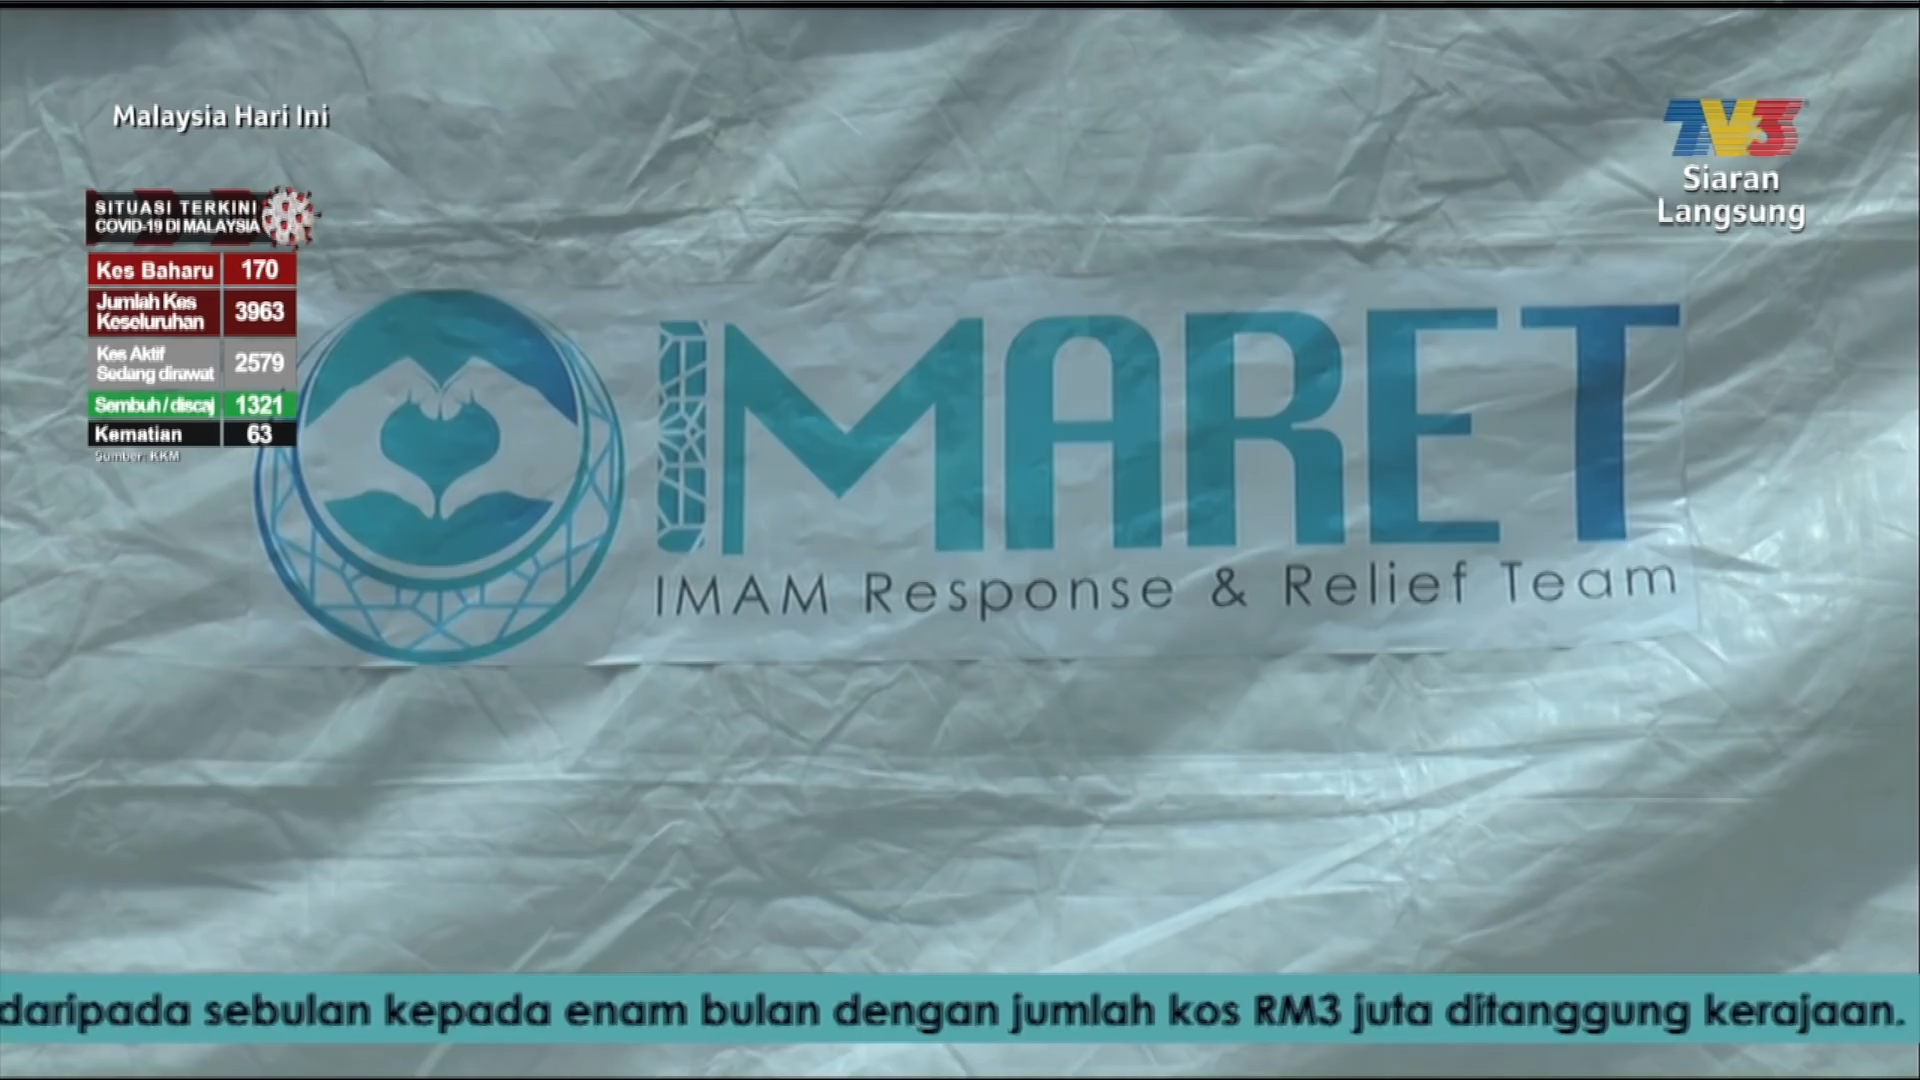 Malaysia Hari Ini
TV3
Siaran
Langsung
SITUASI TERKINI
COVID-19 DI MALAYSIA
Kes Baharu 170
Jumlah Kes
Keseluruhan 3963
Kes Aktif
Sedang dirawat 2579
Sembuh / discaj 1321
Kematian 63
Sumber: KKM
IMARET
IMAM Response & Relief Team
daripada sebulan kepada enam bulan dengan jumlah kos RM3 juta ditanggung kerajaan.